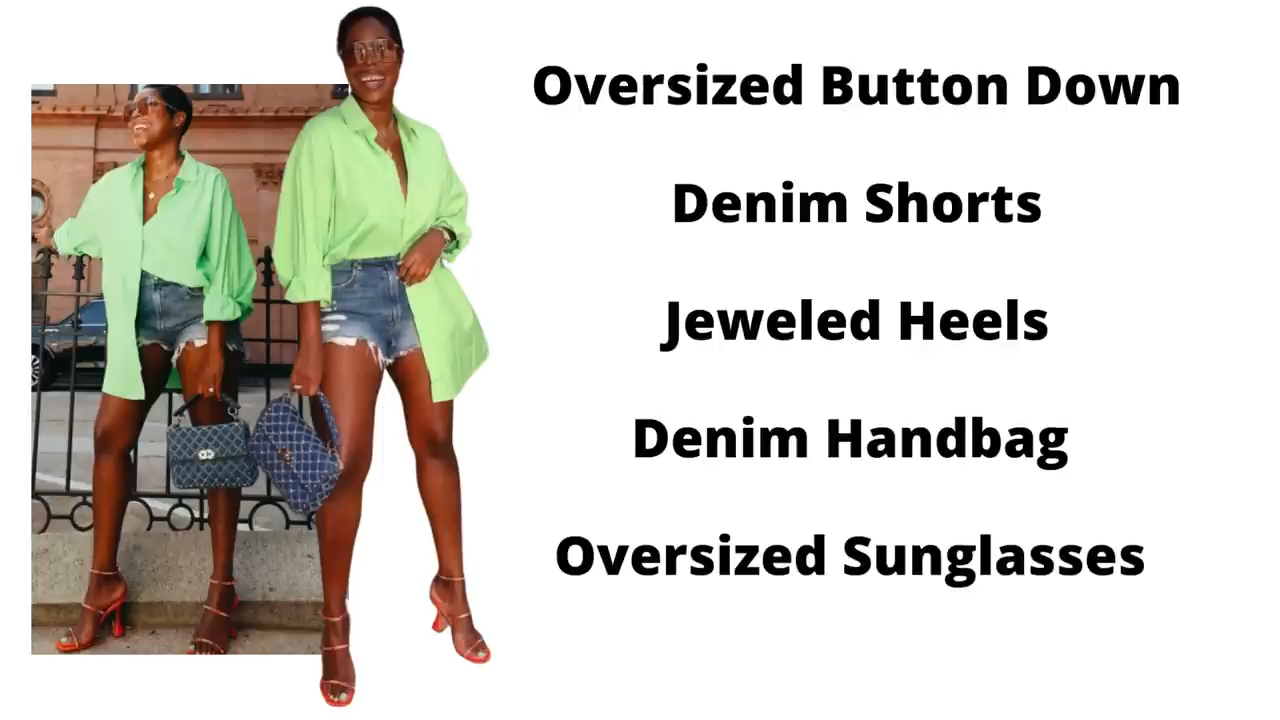 Oversized Button Down
Denim Shorts
Jeweled Heels
Denim Handbag
Oversized Sunglasses